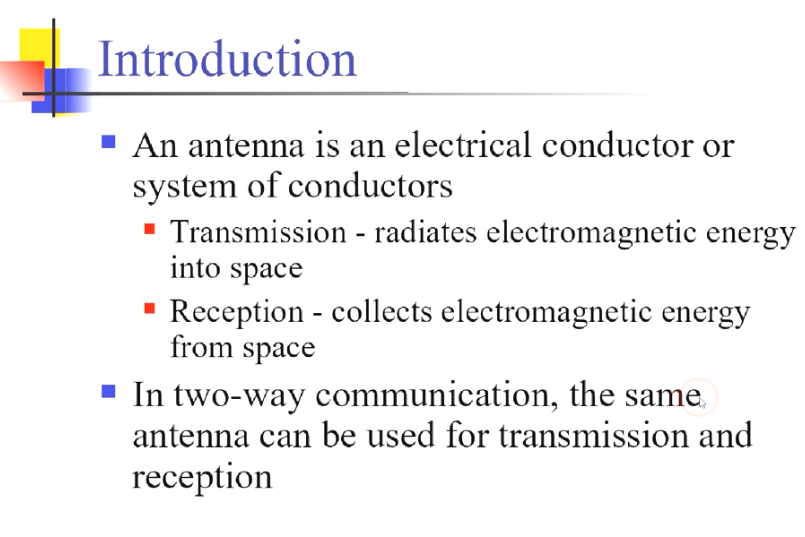 Introduction
An antenna is an electrical conductor or
system of conductors
Transmission - radiates electromagnetic energy
into space
Reception - collects electromagnetic energy
from space
In two-way communication, the same
antenna can be used for transmission and
reception